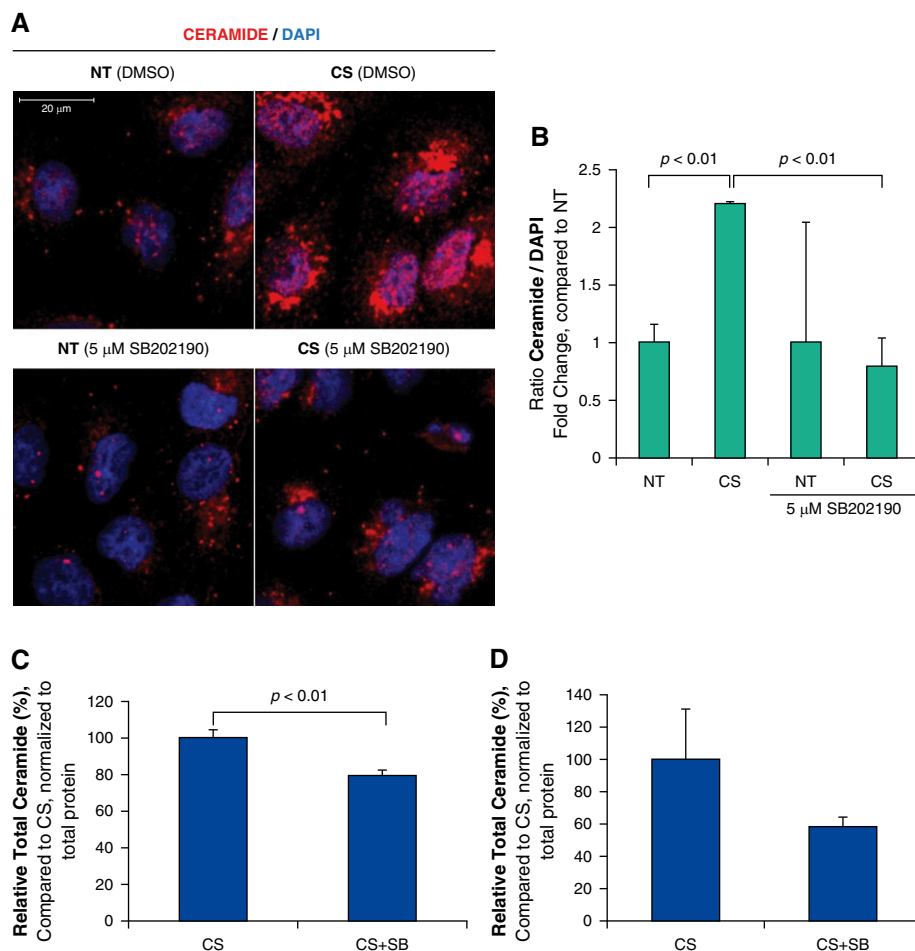 A
CERAMIDE / DAPI
NT (DMSO)
CS (DMSO)
20 μm
NT (5 μM SB202190)
CS (5 μM SB202190)
B
Ratio Ceramide / DAPI
Fold Change, compared to NT
2.5
2
1.5
1
0.5
0
p < 0.01
p < 0.01
NT
CS
NT
CS
5 μM SB202190
C
Relative Total Ceramide (%),
Compared to CS, normalized to
total protein
120
100
80
60
40
20
0
p < 0.01
CS
CS+SB
D
Relative Total Ceramide (%),
Compared to CS, normalized to
total protein
140
120
100
80
60
40
20
0
CS
CS+SB